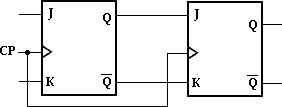 J Q J Q
CP
K Q̅ K Q̅